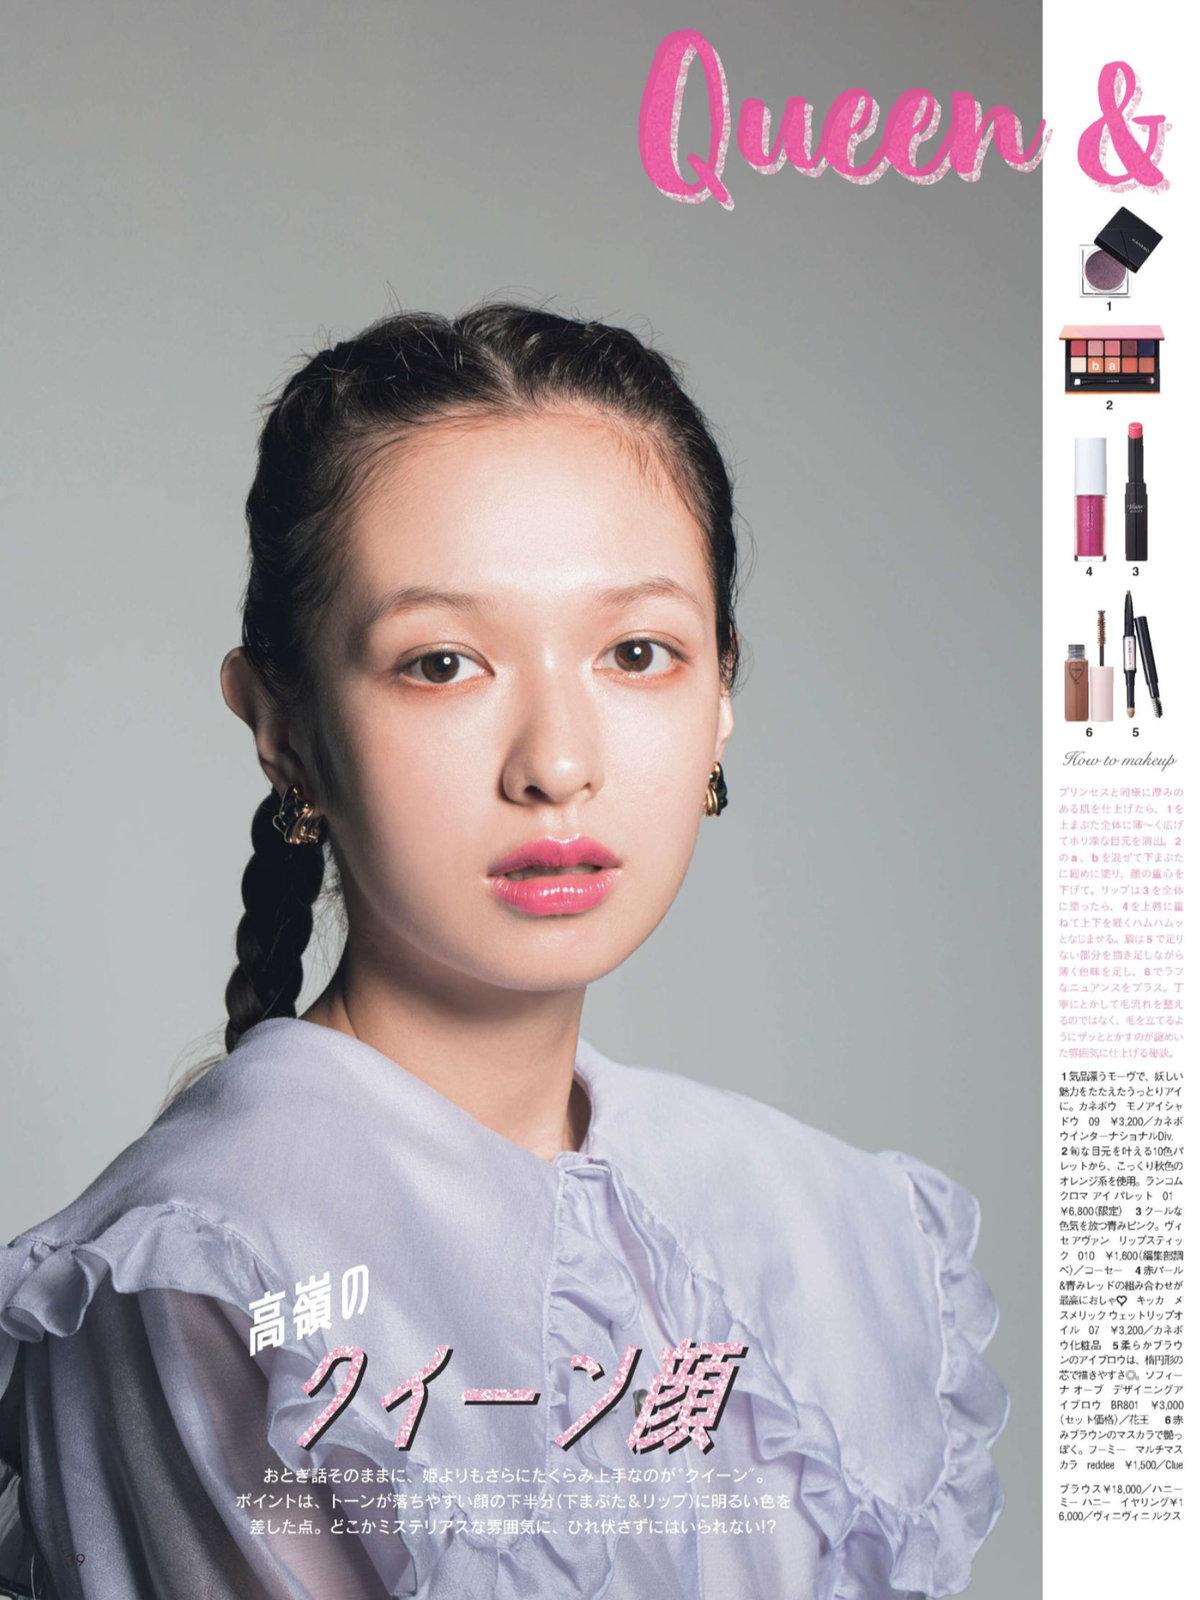 Queen &
1
b a
2
4 3
6 5
How to makeup
プリンセスと同様に厚みの
ある肌を仕上げたら、1を
上まぶた全体に薄〜く広げ
てホリ深な目元を演出。2
のa、bを混ぜて下まぶた
に細めに塗り、顔の重心を
下げて。リップは3を全体
に塗ったら、4を上唇に重
ねて上下を軽くハムハムッ
となじませる。眉は5で足り
ない部分を描き足しながら
薄く色味を足し、6でラフ
なニュアンスをプラス。丁
寧にとかして毛流れを整え
るのではなく、毛を立てるよ
うにザッととかすのが謎めい
た雰囲気に仕上げる秘訣。
1気品漂うモーヴで、妖しい
魅力をたたえたうっとりアイ
に。カネボウ モノアイシャ
ドウ 09 ¥3,200/カネボ
ウインターナショナルDiv.
2旬な目元を叶える10色パ
レットから、こっくり秋色の
オレンジ系を使用。ランコム
クロマ アイ パレット 01
¥6,800(限定) 3クールな
色気を放つ青みピンク。ヴィ
セ アヴァン リップスティッ
ク 010 ¥1,600(編集部調
べ)/コーセー 4赤パール
&青みレッドの組み合わせが
最高におしゃ♡ キッカ メ
スメリック ウェットリップオ
イル 07 ¥3,200/カネボ
ウ化粧品 5柔らかブラウ
ンのアイブロウは、楕円形の
芯で描きやすさ◎。ソフィー
ナ オーブ デザイニングア
イブロウ BR801 ¥3,000
(セット価格)/花王 6赤
みブラウンのマスカラで艶っ
ぽく。フーミー マルチマス
カラ reddee ¥1,500/Clue
ブラウス¥18,000/ハニー
ミー ハニー イヤリング¥1
6,000/ヴィニヴィニ ルクス
高嶺の
クイーン顔
おとぎ話そのままに、姫よりもさらにたくらみ上手なのが“クイーン”。
ポイントは、トーンが落ちやすい顔の下半分(下まぶた&リップ)に明るい色を
差した点。どこかミステリアスな雰囲気に、ひれ伏さずにはいられない!?
39